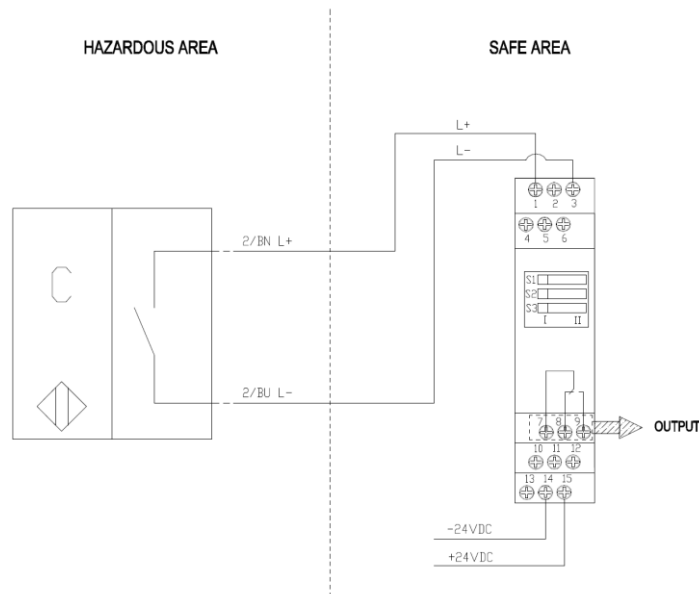 HAZARDOUS AREA
SAFE AREA
L+
L-
1 2 3
4 5 6
2/BN L+
S1
S2
S3
I II
2/BU L-
7 8 9
OUTPUT
10 11 12
13 14 15
-24VDC
+24VDC